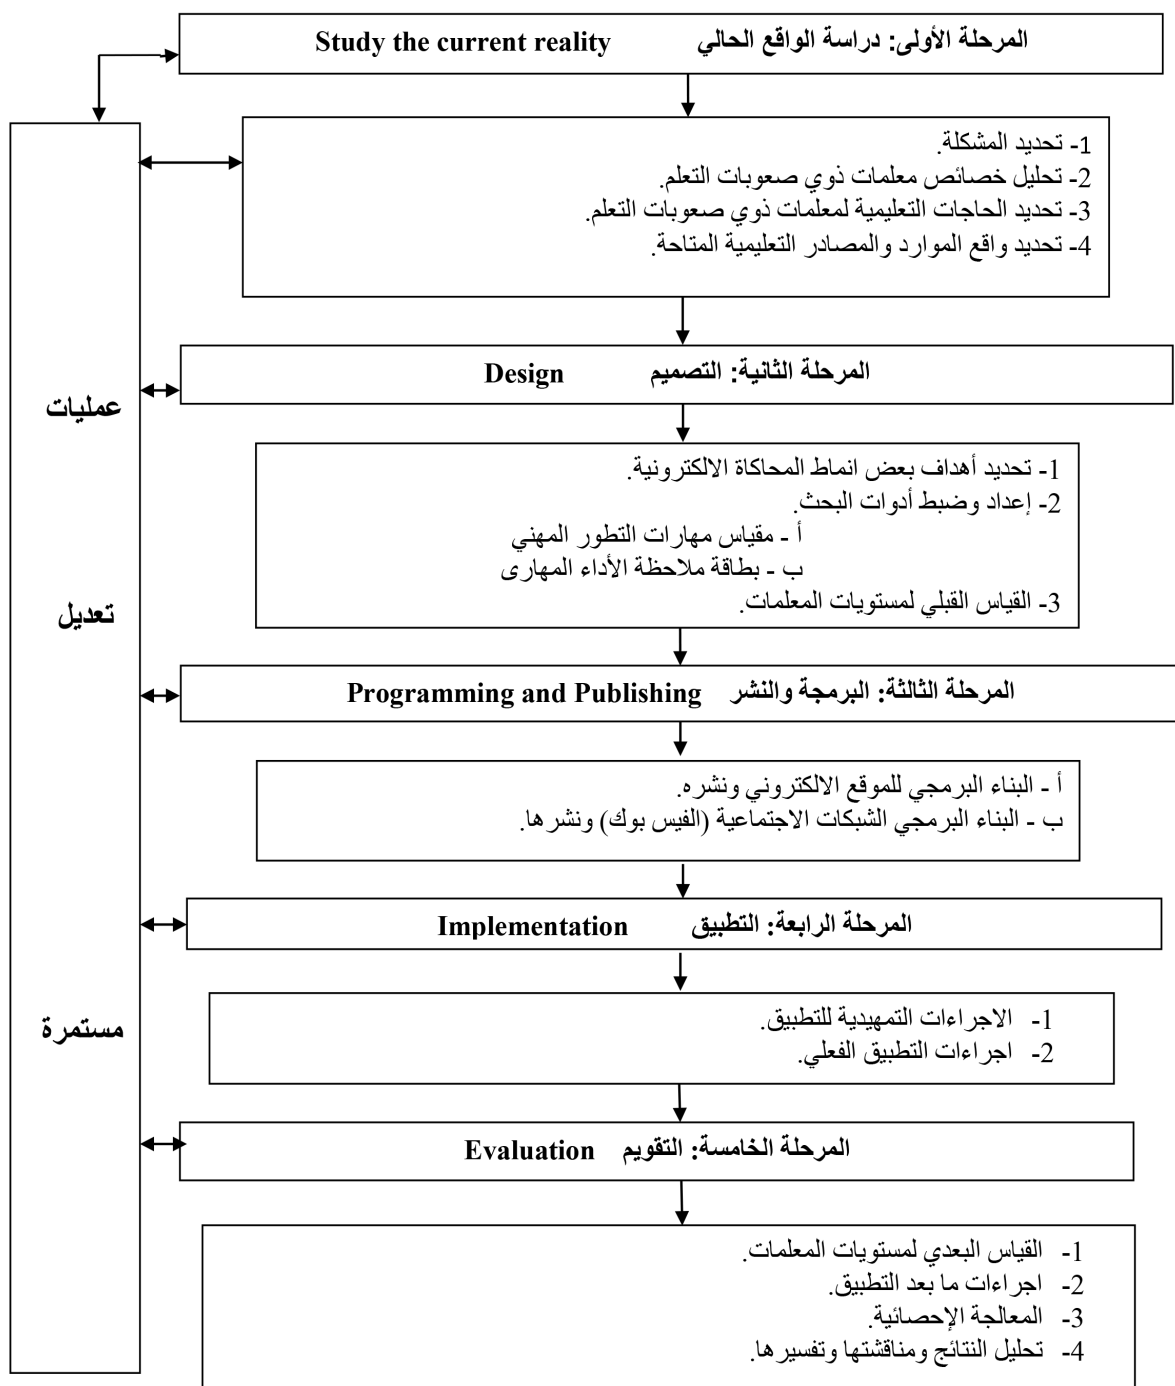 المرحلة الأولى: دراسة الواقع الحالي Study the current reality
1- تحديد المشكلة.
2- تحليل خصائص معلمات ذوي صعوبات التعلم.
3- تحديد الحاجات التعليمية لمعلمات ذوي صعوبات التعلم.
4- تحديد واقع الموارد والمصادر التعليمية المتاحة.
المرحلة الثانية: التصميم Design
1- تحديد أهداف بعض انماط المحاكاة الالكترونية.
2- إعداد وضبط أدوات البحث.
أ - مقياس مهارات التطور المهني
ب - بطاقة ملاحظة الأداء المهارى
3- القياس القبلي لمستويات المعلمات.
المرحلة الثالثة: البرمجة والنشر Programming and Publishing
أ - البناء البرمجي للموقع الالكتروني ونشره.
ب - البناء البرمجي الشبكات الاجتماعية (الفيس بوك) ونشرها.
المرحلة الرابعة: التطبيق Implementation
1- الاجراءات التمهيدية للتطبيق.
2- اجراءات التطبيق الفعلي.
المرحلة الخامسة: التقويم Evaluation
1- القياس البعدي لمستويات المعلمات.
2- اجراءات ما بعد التطبيق.
3- المعالجة الإحصائية.
4- تحليل النتائج ومناقشتها وتفسيرها.
عمليات
تعديل
مستمرة